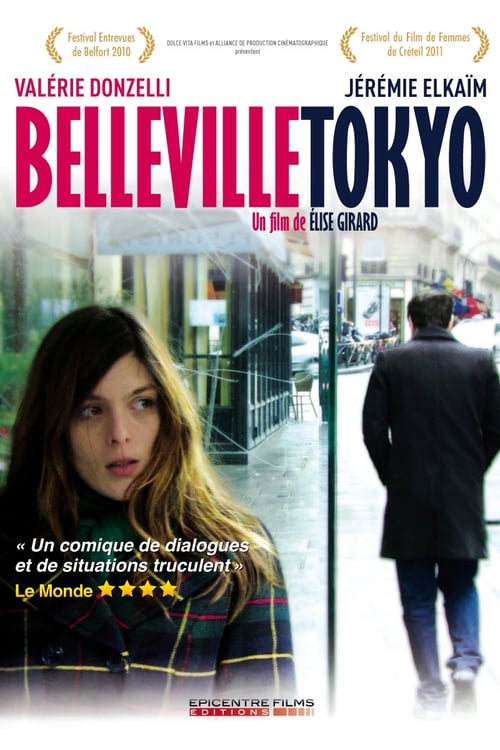 Festival Entrevues
de Belfort 2010
DOLCE VITA FILMS et ALLIANCE DE PRODUCTION CINÉMATOGRAPHIQUE
présentent
Festival du Film de Femmes
de Créteil 2011
VALÉRIE DONZELLI
JÉRÉMIE ELKAÏM
BELLEVILLETOKYO
Un film de ÉLISE GIRARD
« Un comique de dialogues
et de situations truculent »
Le Monde ★★★★
EPICENTRE FILMS
EDITIONS